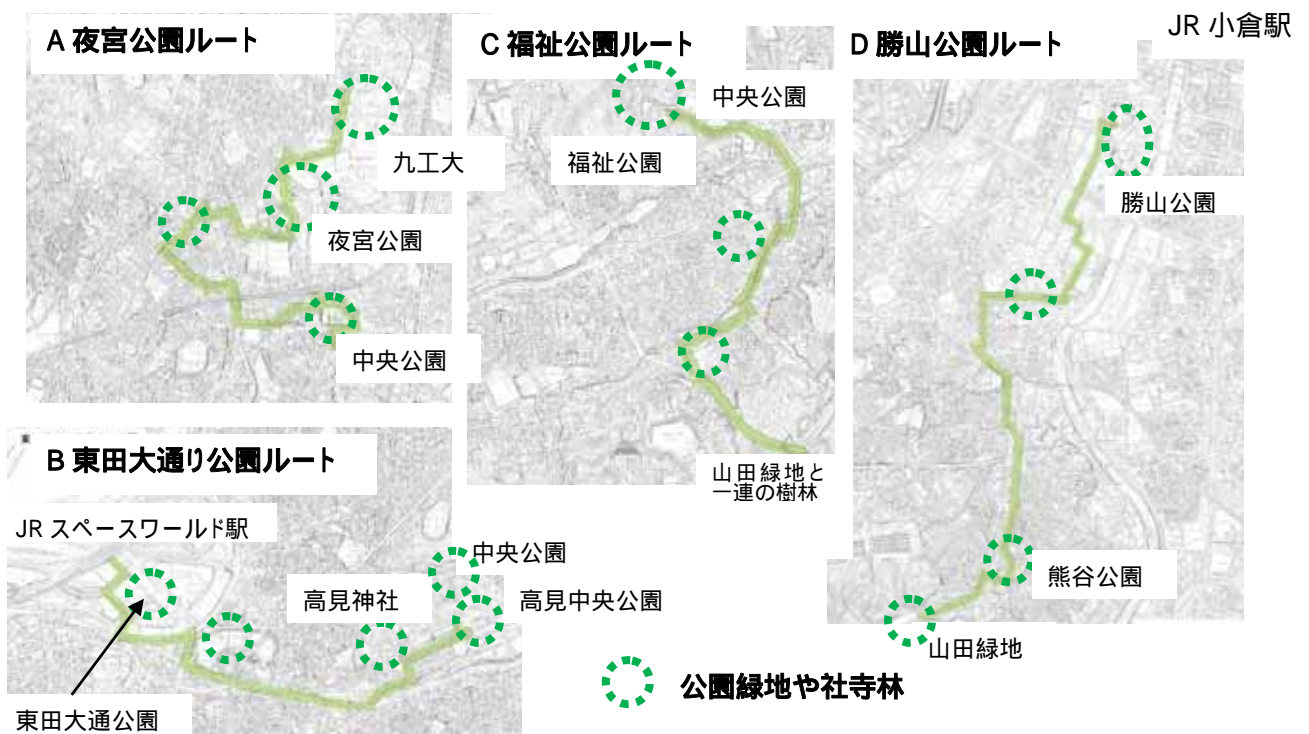 A 夜宮公園ルート
九工大
夜宮公園
中央公園
B 東田大通り公園ルート
JR スペースワールド駅
中央公園
高見神社
高見中央公園
東田大通公園
C 福祉公園ルート
中央公園
福祉公園
山田緑地と
一連の樹林
D 勝山公園ルート
JR 小倉駅
勝山公園
熊谷公園
山田緑地
公園緑地や社寺林